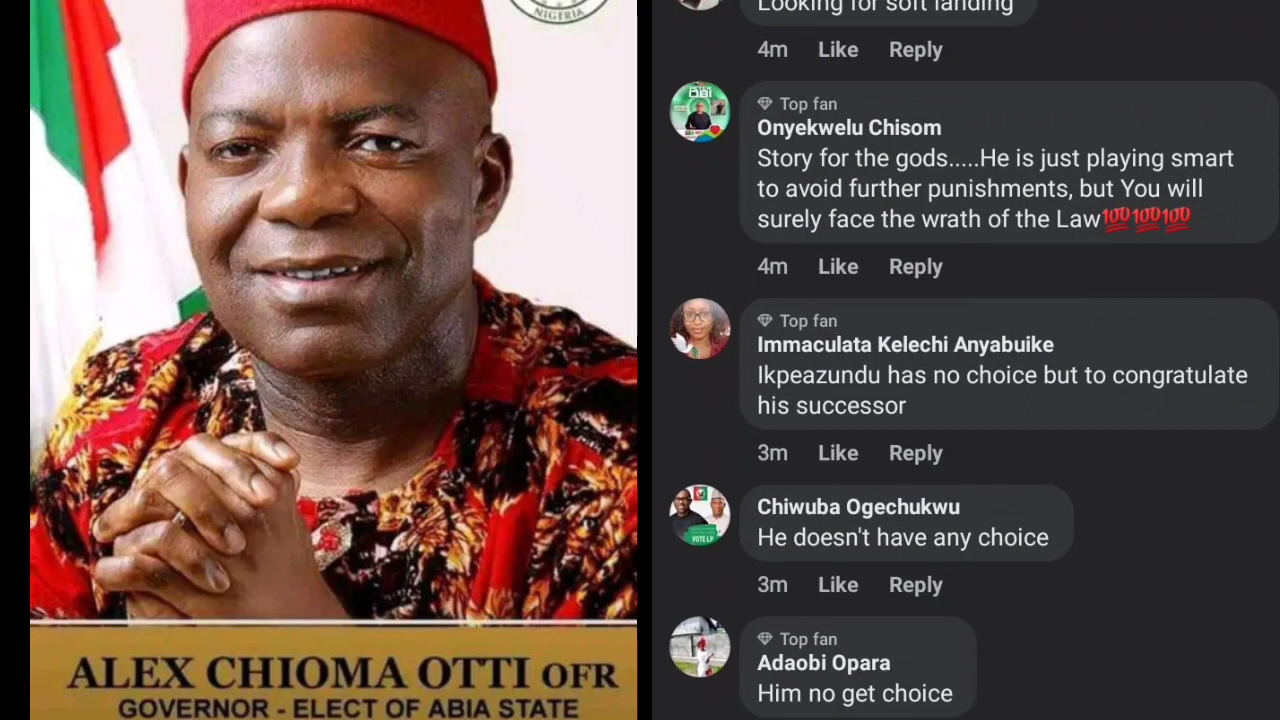 NIGERIA
ALEX CHIOMA OTTI OFR
GOVERNOR - ELECT OF ABIA STATE
Looking for soft landing
4m Like Reply
Top fan
Onyekwelu Chisom
Story for the gods.....He is just playing smart
to avoid further punishments, but You will
surely face the wrath of the Law💯💯💯
4m Like Reply
Top fan
Immaculata Kelechi Anyabuike
Ikpeazundu has no choice but to congratulate
his successor
3m Like Reply
VOTE LP
Chiwuba Ogechukwu
He doesn't have any choice
3m Like Reply
Top fan
Adaobi Opara
Him no get choice